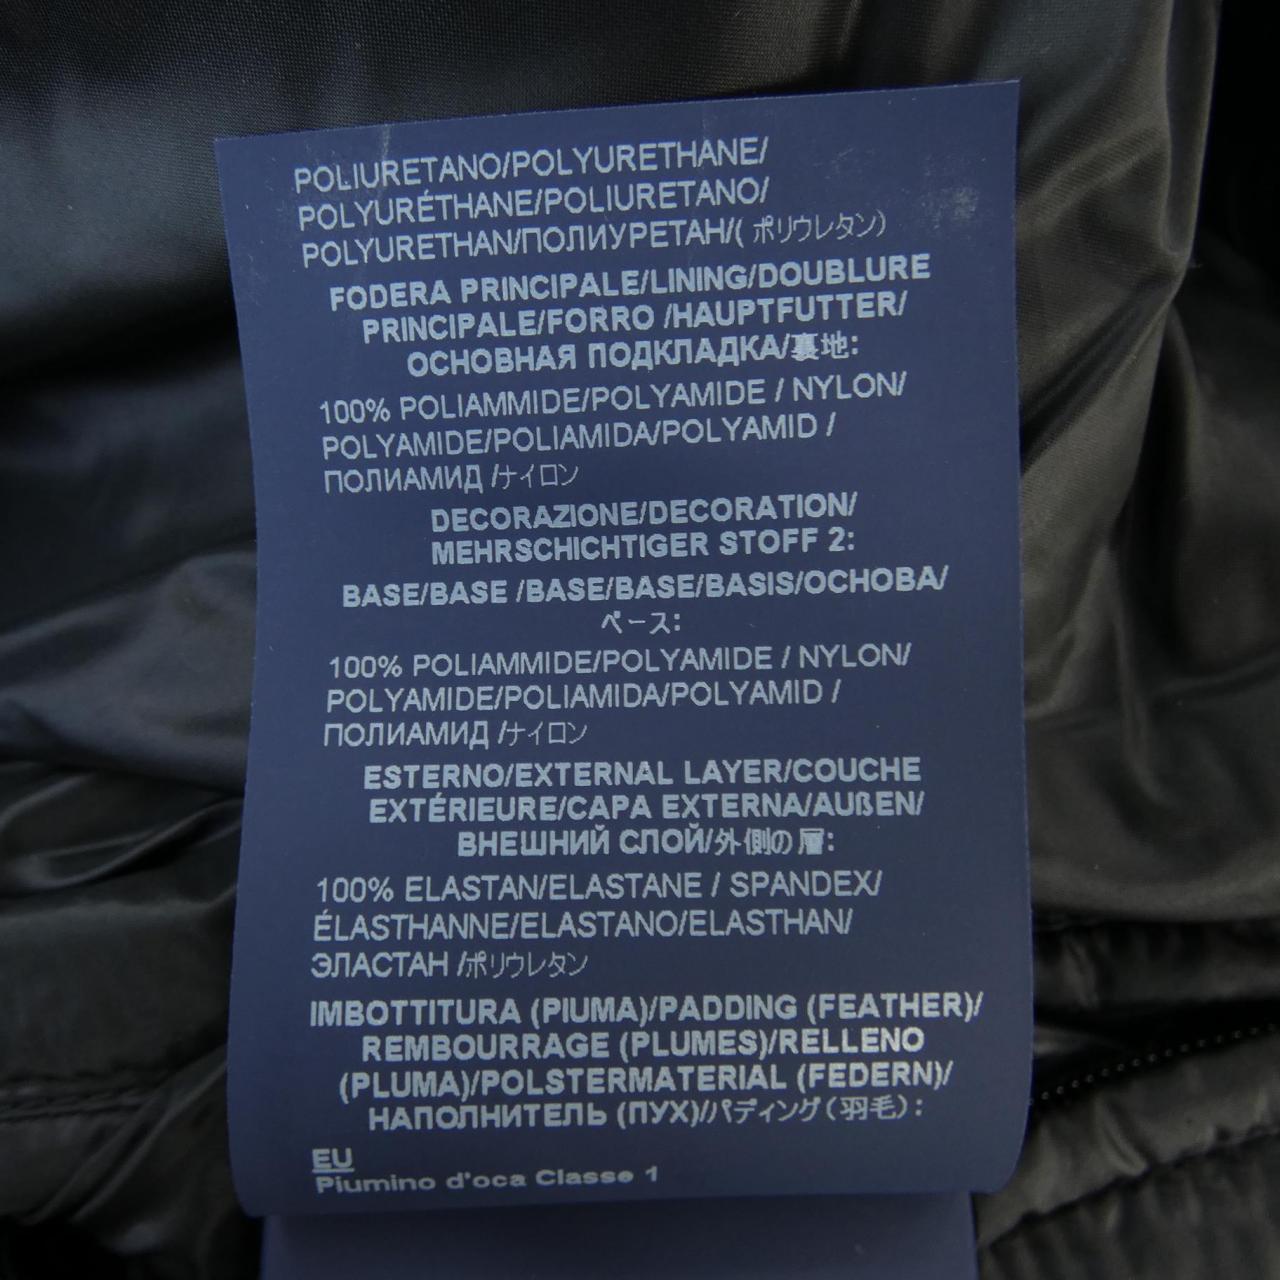 POLIURETANO/POLYURETHANE/
POLYURÉTHANE/POLIURETANO/
POLYURETHAN/ПОЛИУРЕТАН/( ポリウレタン)
FODERA PRINCIPALE/LINING/DOUBLURE
PRINCIPALE/FORRO /HAUPTFUTTER/
ОСНОВНАЯ ПОДКЛАДКА/裏地:
100% POLIAMMIDE/POLYAMIDE / NYLON/
POLYAMIDE/POLIAMIDA/POLYAMID /
ПОЛИАМИД /ナイロン
DECORAZIONE/DECORATION/
MEHRSCHICHTIGER STOFF 2:
BASE/BASE /BASE/BASE/BASIS/ОСНОВА/
ベース:
100% POLIAMMIDE/POLYAMIDE / NYLON/
POLYAMIDE/POLIAMIDA/POLYAMID /
ПОЛИАМИД /ナイロン
ESTERNO/EXTERNAL LAYER/COUCHE
EXTÉRIEURE/CAPA EXTERNA/AUßEN/
ВНЕШНИЙ СЛОЙ/外側の層:
100% ELASTAN/ELASTANE / SPANDEX/
ÉLASTHANNE/ELASTANO/ELASTHAN/
ЭЛАСТАН /ポリウレタン
IMBOTTITURA (PIUMA)/PADDING (FEATHER)/
REMBOURRAGE (PLUMES)/RELLENO
(PLUMA)/POLSTERMATERIAL (FEDERN)/
НАПОЛНИТЕЛЬ (ПУХ)/パディング(羽毛):
EU
Piumino d'oca Classe 1